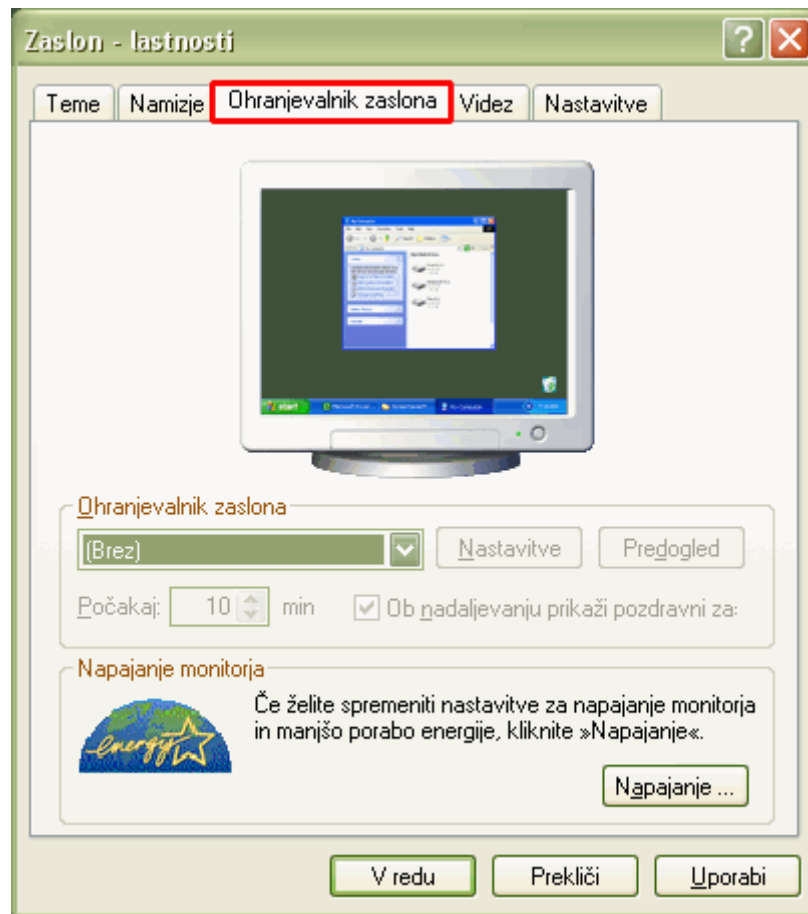 Zaslon - lastnosti
Teme Namizje Ohranjevalnik zaslona Videz Nastavitve
start
Ohranjevalnik zaslona
(Brez) Nastavitve Predogled
Počakaj: 10 min Ob nadaljevanju prikaži pozdravni za:
Napajanje monitorja
Če želite spremeniti nastavitve za napajanje monitorja
in manjšo porabo energije, kliknite »Napajanje«.
energy
Napajanje ...
V redu Prekliči Uporabi